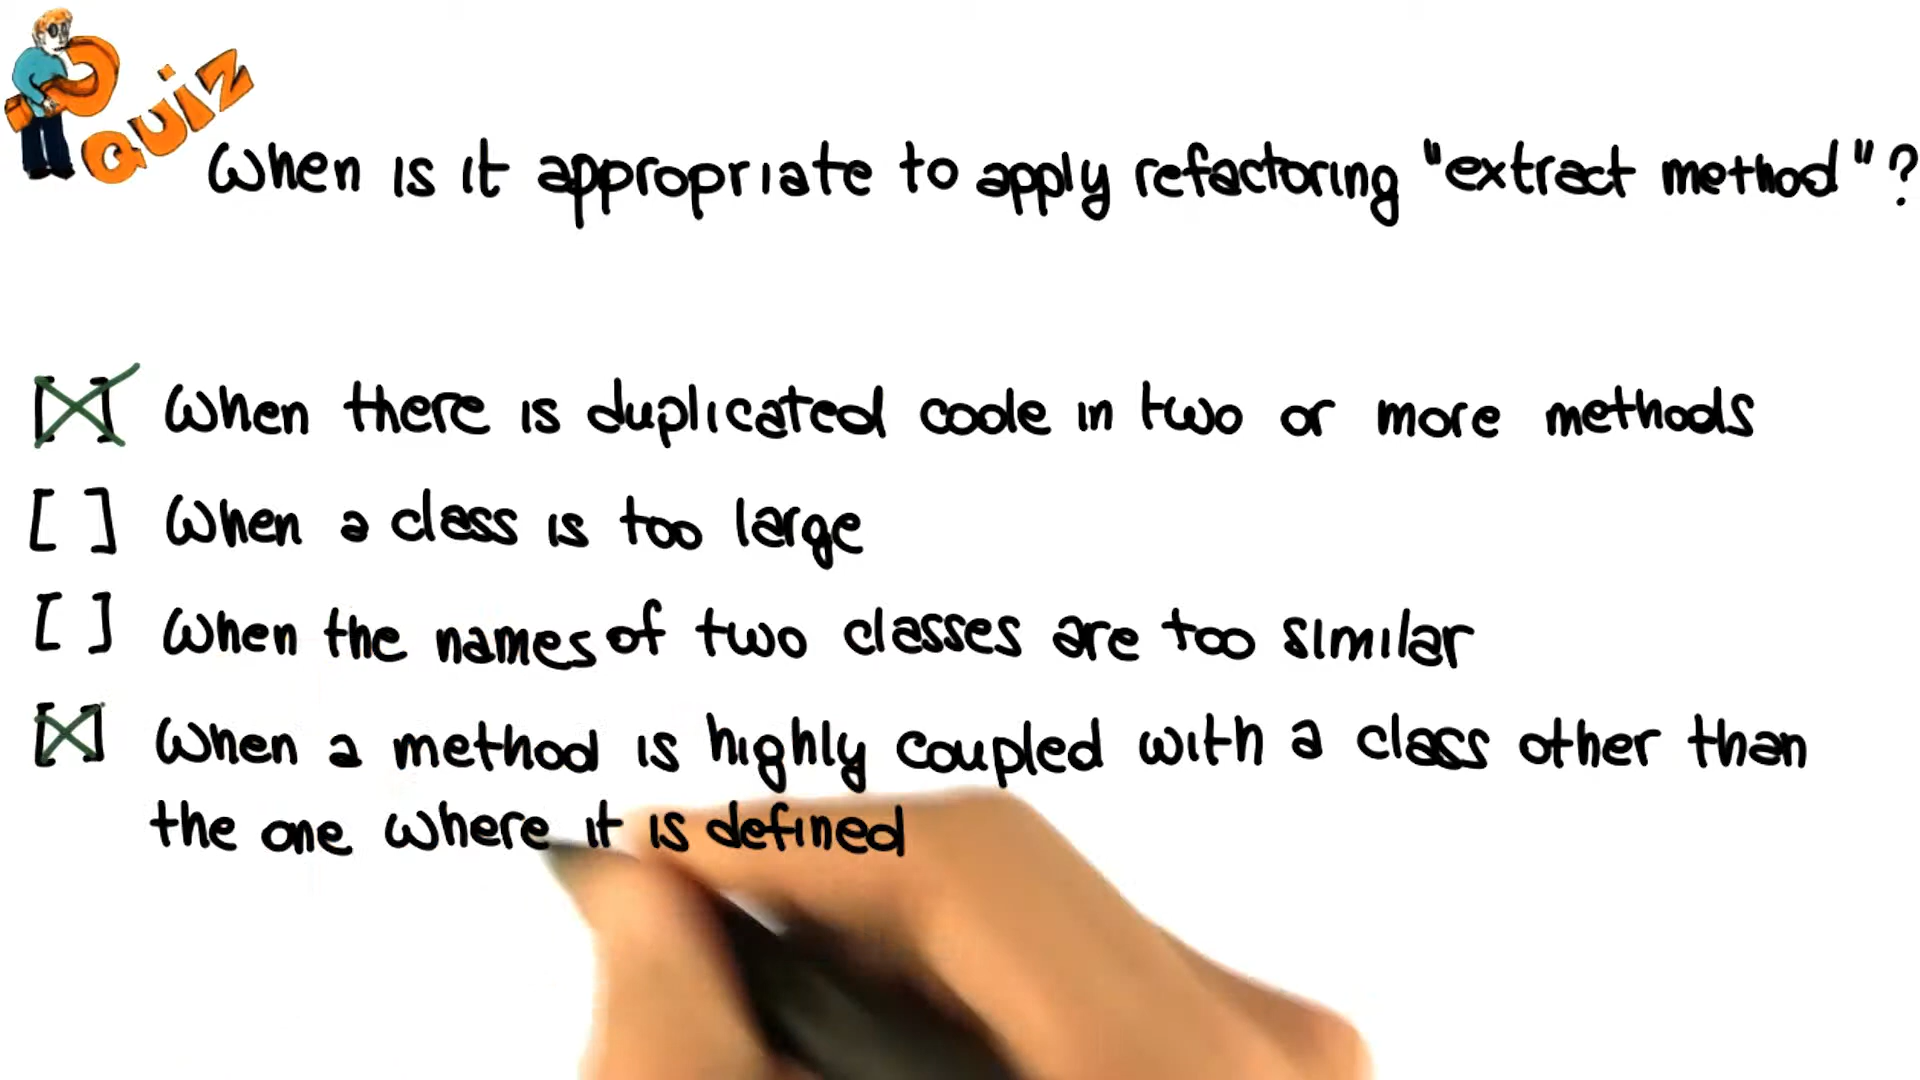 QUIZ
When is it appropriate to apply refactoring "extract method"?
[X] When there is duplicated code in two or more methods
[ ] When a class is too large
[ ] When the names of two classes are too similar
[X] When a method is highly coupled with a class other than
the one where it is defined